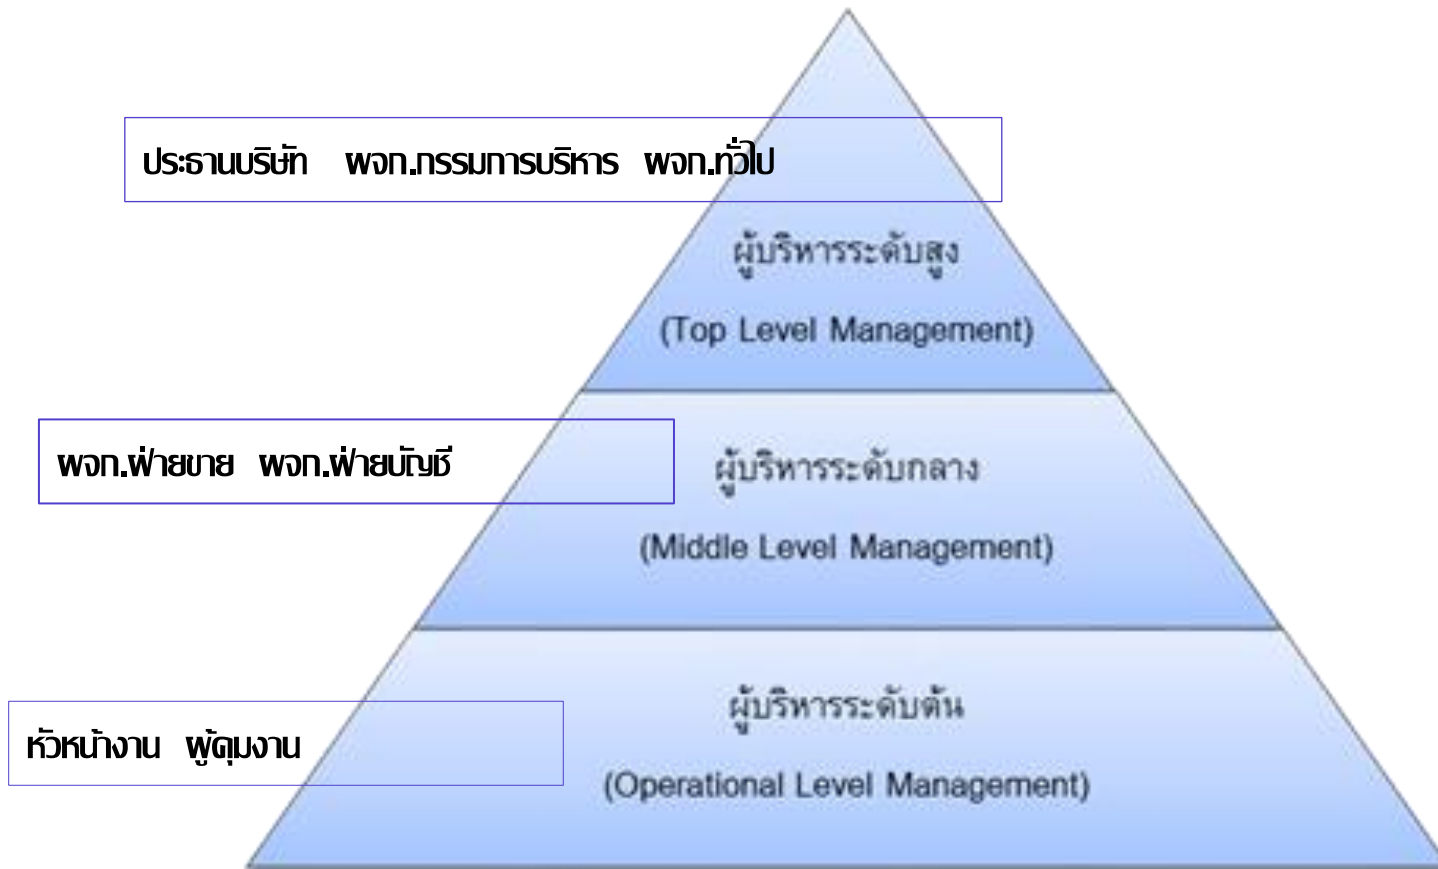 ประธานบริษัท ผจก.กรรมการบริหาร ผจก.ทั่วไป
ผู้บริหารระดับสูง
(Top Level Management)
ผจก.ฝ่ายขาย ผจก.ฝ่ายบัญชี
ผู้บริหารระดับกลาง
(Middle Level Management)
หัวหน้างาน ผู้คุมงาน
ผู้บริหารระดับต้น
(Operational Level Management)